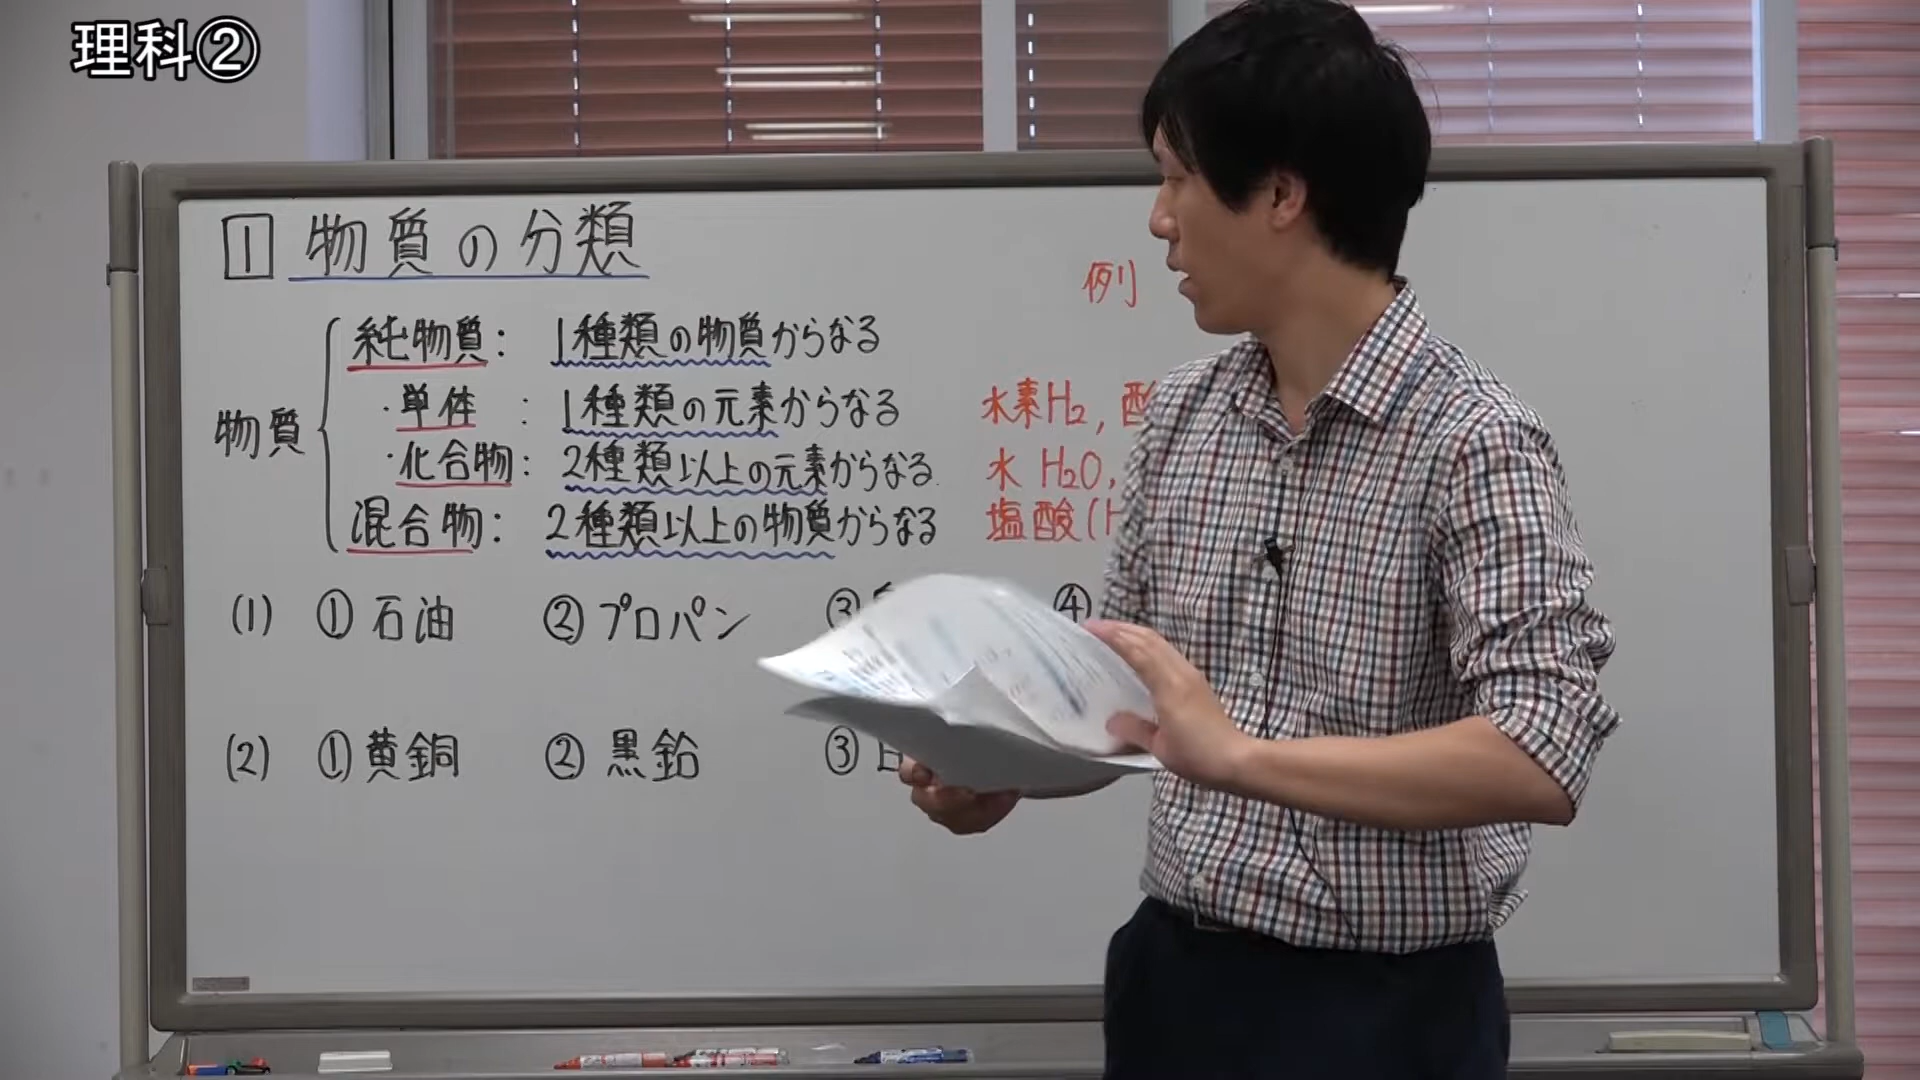 理科②
1 物質の分類
例
純物質: 1種類の物質からなる
物質
・単体 : 1種類の元素からなる 水素H₂, 酸
・化合物: 2種類以上の元素からなる. 水 H₂O,
混合物: 2種類以上の物質からなる 塩酸(H
(1) ①石油 ②プロパン ③ ④
(2) ①黄銅 ②黒鉛 ③